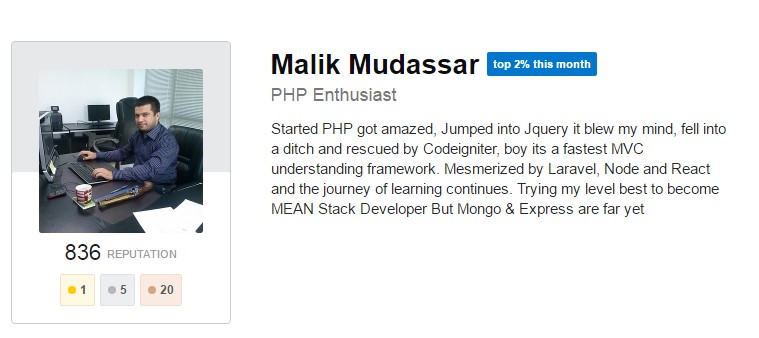 Malik Mudassar top 2% this month
PHP Enthusiast
Started PHP got amazed, Jumped into Jquery it blew my mind, fell into
a ditch and rescued by Codeigniter, boy its a fastest MVC
understanding framework. Mesmerized by Laravel, Node and React
and the journey of learning continues. Trying my level best to become
MEAN Stack Developer But Mongo & Express are far yet
836 REPUTATION
1 5 20